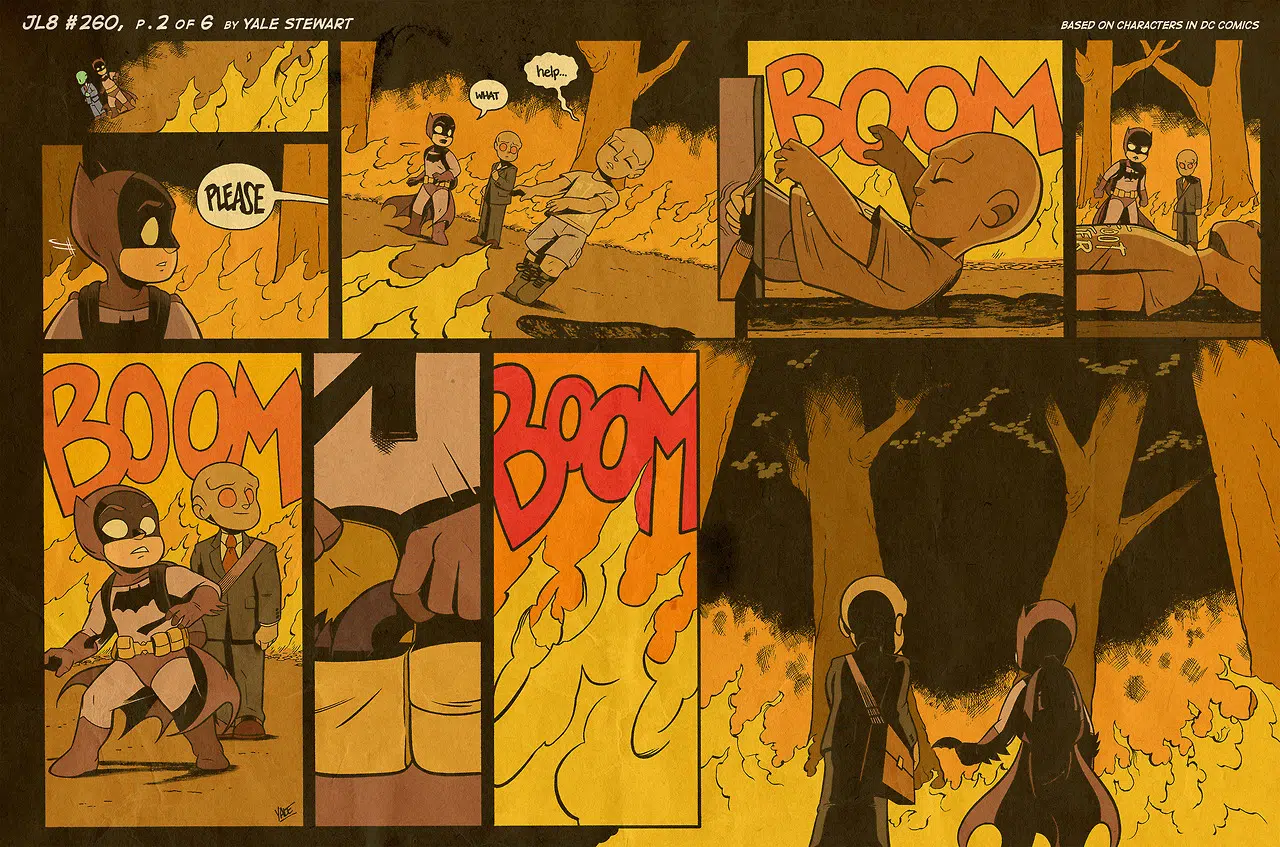 JL8 #260, P. 2 OF 6 BY YALE STEWART
BASED ON CHARACTERS IN DC COMICS
PLEASE
WHAT
help...
BOOM
BOOM
BOOM
YALE